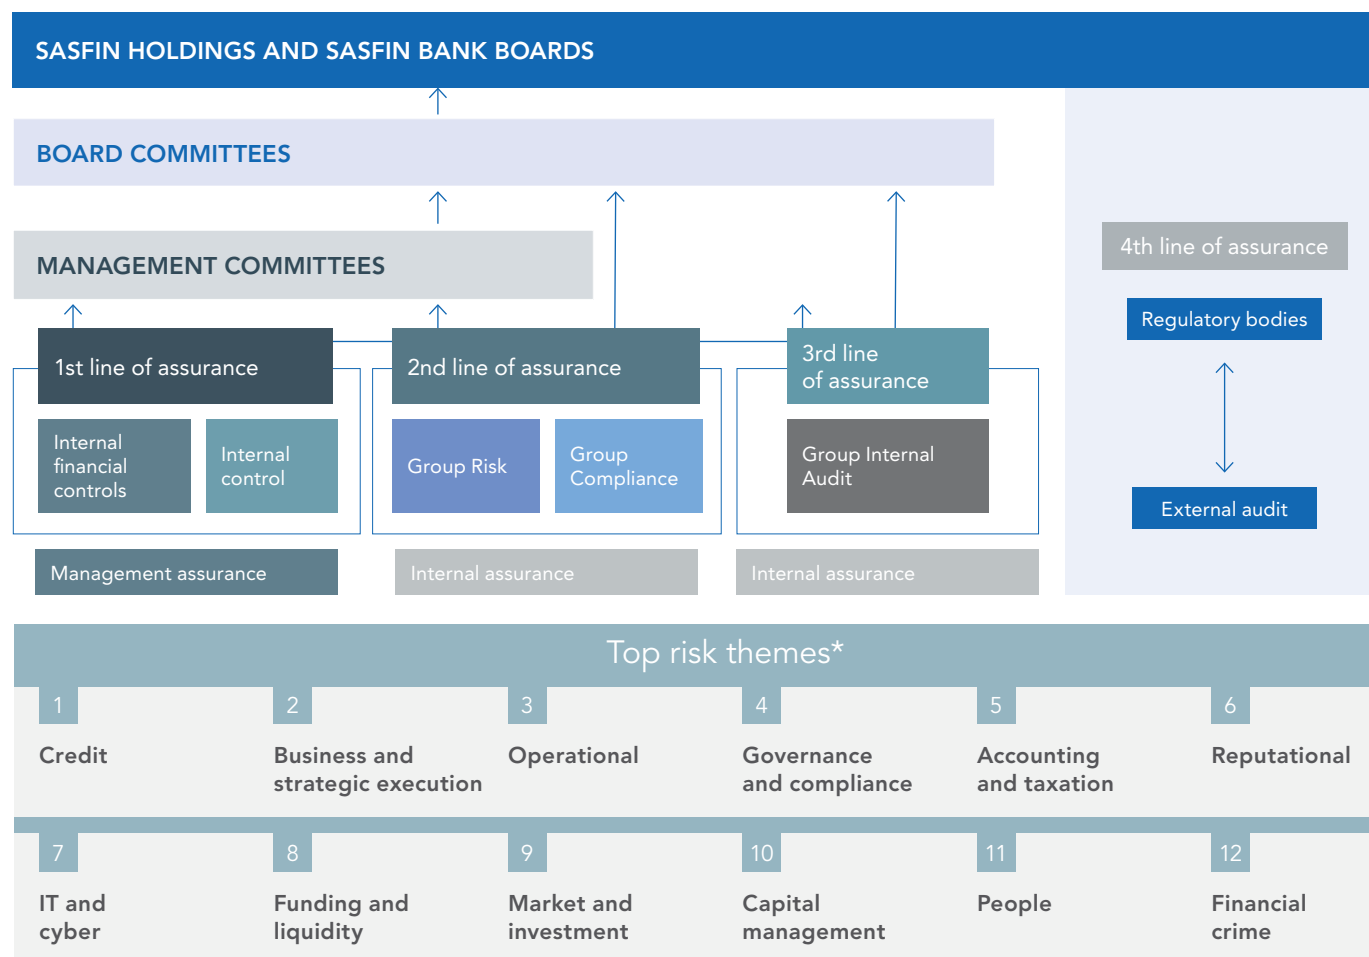 SASFIN HOLDINGS AND SASFIN BANK BOARDS
BOARD COMMITTEES
MANAGEMENT COMMITTEES
1st line of assurance
Internal
financial
controls
Internal
control
Management assurance
2nd line of assurance
Group Risk
Group
Compliance
Internal assurance
3rd line
of assurance
Group Internal
Audit
Internal assurance
4th line of assurance
Regulatory bodies
External audit
Top risk themes*
1
Credit
2
Business and
strategic execution
3
Operational
4
Governance
and compliance
5
Accounting
and taxation
6
Reputational
7
IT and
cyber
8
Funding and
liquidity
9
Market and
investment
10
Capital
management
11
People
12
Financial
crime